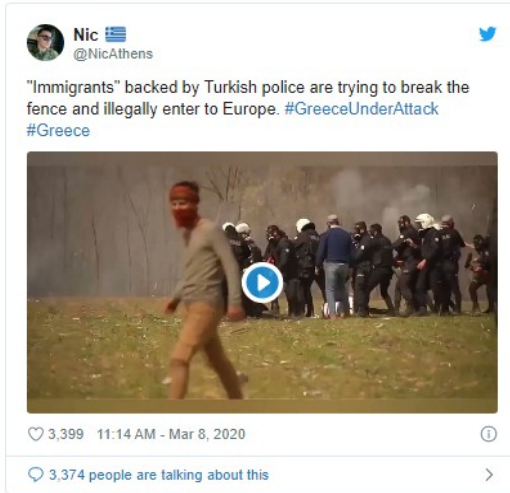 Nic 🇬🇷
@NicAthens
"Immigrants" backed by Turkish police are trying to break the
fence and illegally enter to Europe. #GreeceUnderAttack
#Greece
3,399 11:14 AM - Mar 8, 2020
3,374 people are talking about this